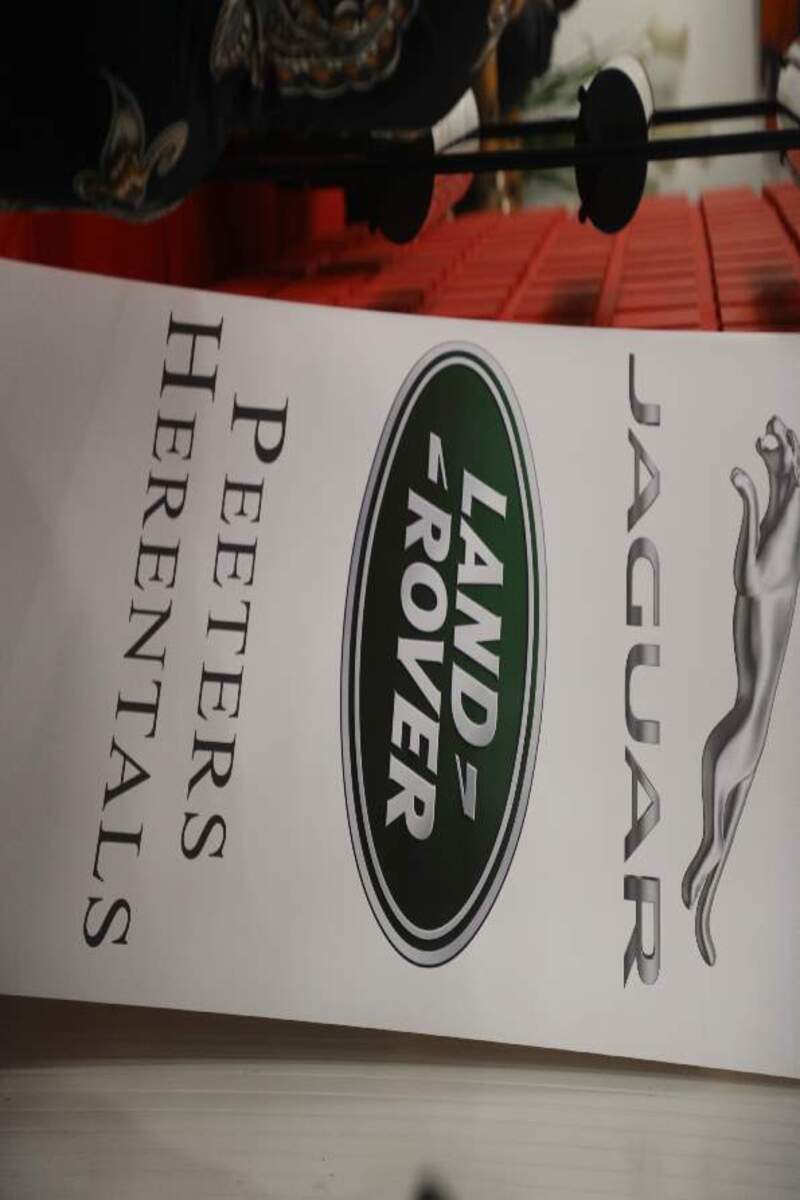 JAGUAR
LAND
ROVER
PEETERS
HERENTALS